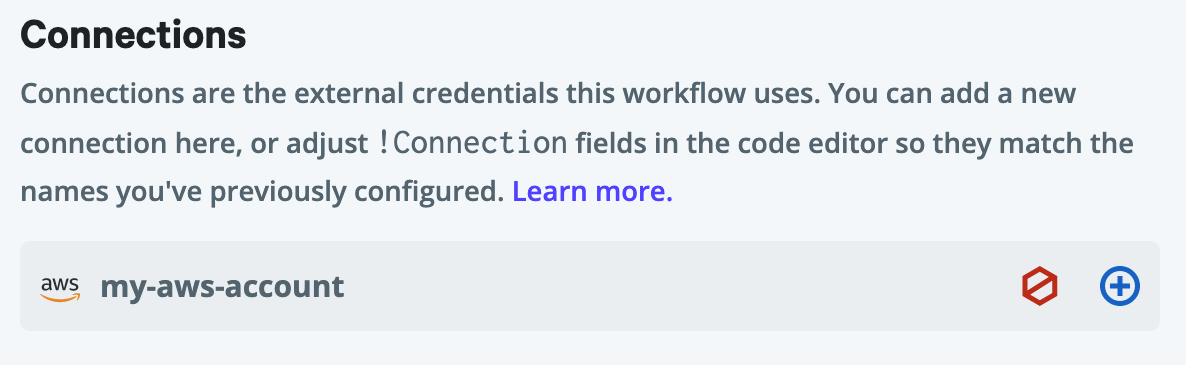 Connections
Connections are the external credentials this workflow uses. You can add a new
connection here, or adjust !Connection fields in the code editor so they match the
names you've previously configured. Learn more.
aws my-aws-account